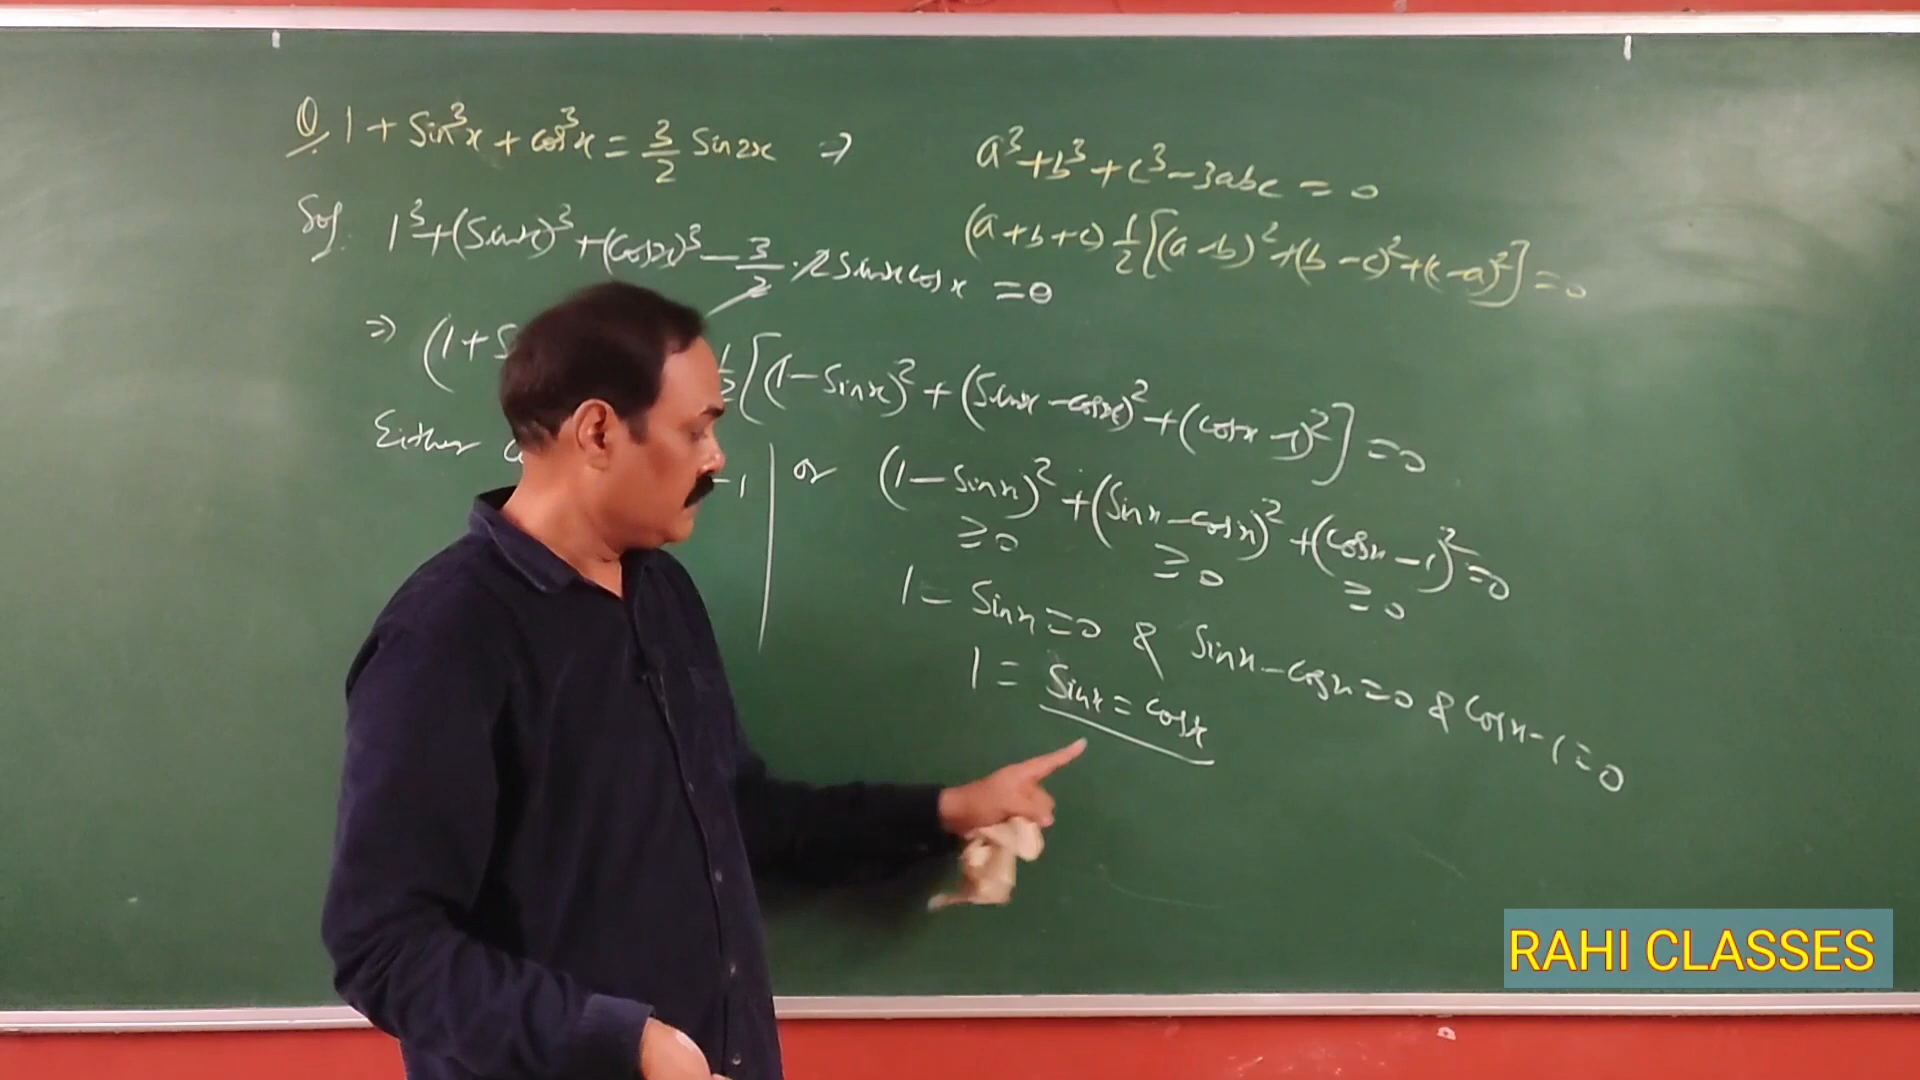 Q. 1 + Sin³x + cos³x = 3/2 Sin2x ⇒
a³ + b³ + c³ - 3abc = 0
(a + b + c) 1/2 [(a - b)² + (b - c)² + (c - a)²] = 0
Sol. 1³ + (Sinx)³ + (cosx)³ - 3/2 · 2 Sinx cosx = 0
⇒ (1 + S 1/2 [(1 - Sinx)² + (Sinx - cosx)² + (cosx - 1)²] = 0
Either - 1 or (1 - Sinx)² + (Sinx - cosx)² + (cosx - 1)² = 0
≥0 ≥0 ≥0
1 = Sinx = 0 & Sinx - cosx = 0 & cosx - 1 = 0
1 = Sinx = cosx
RAHI CLASSES